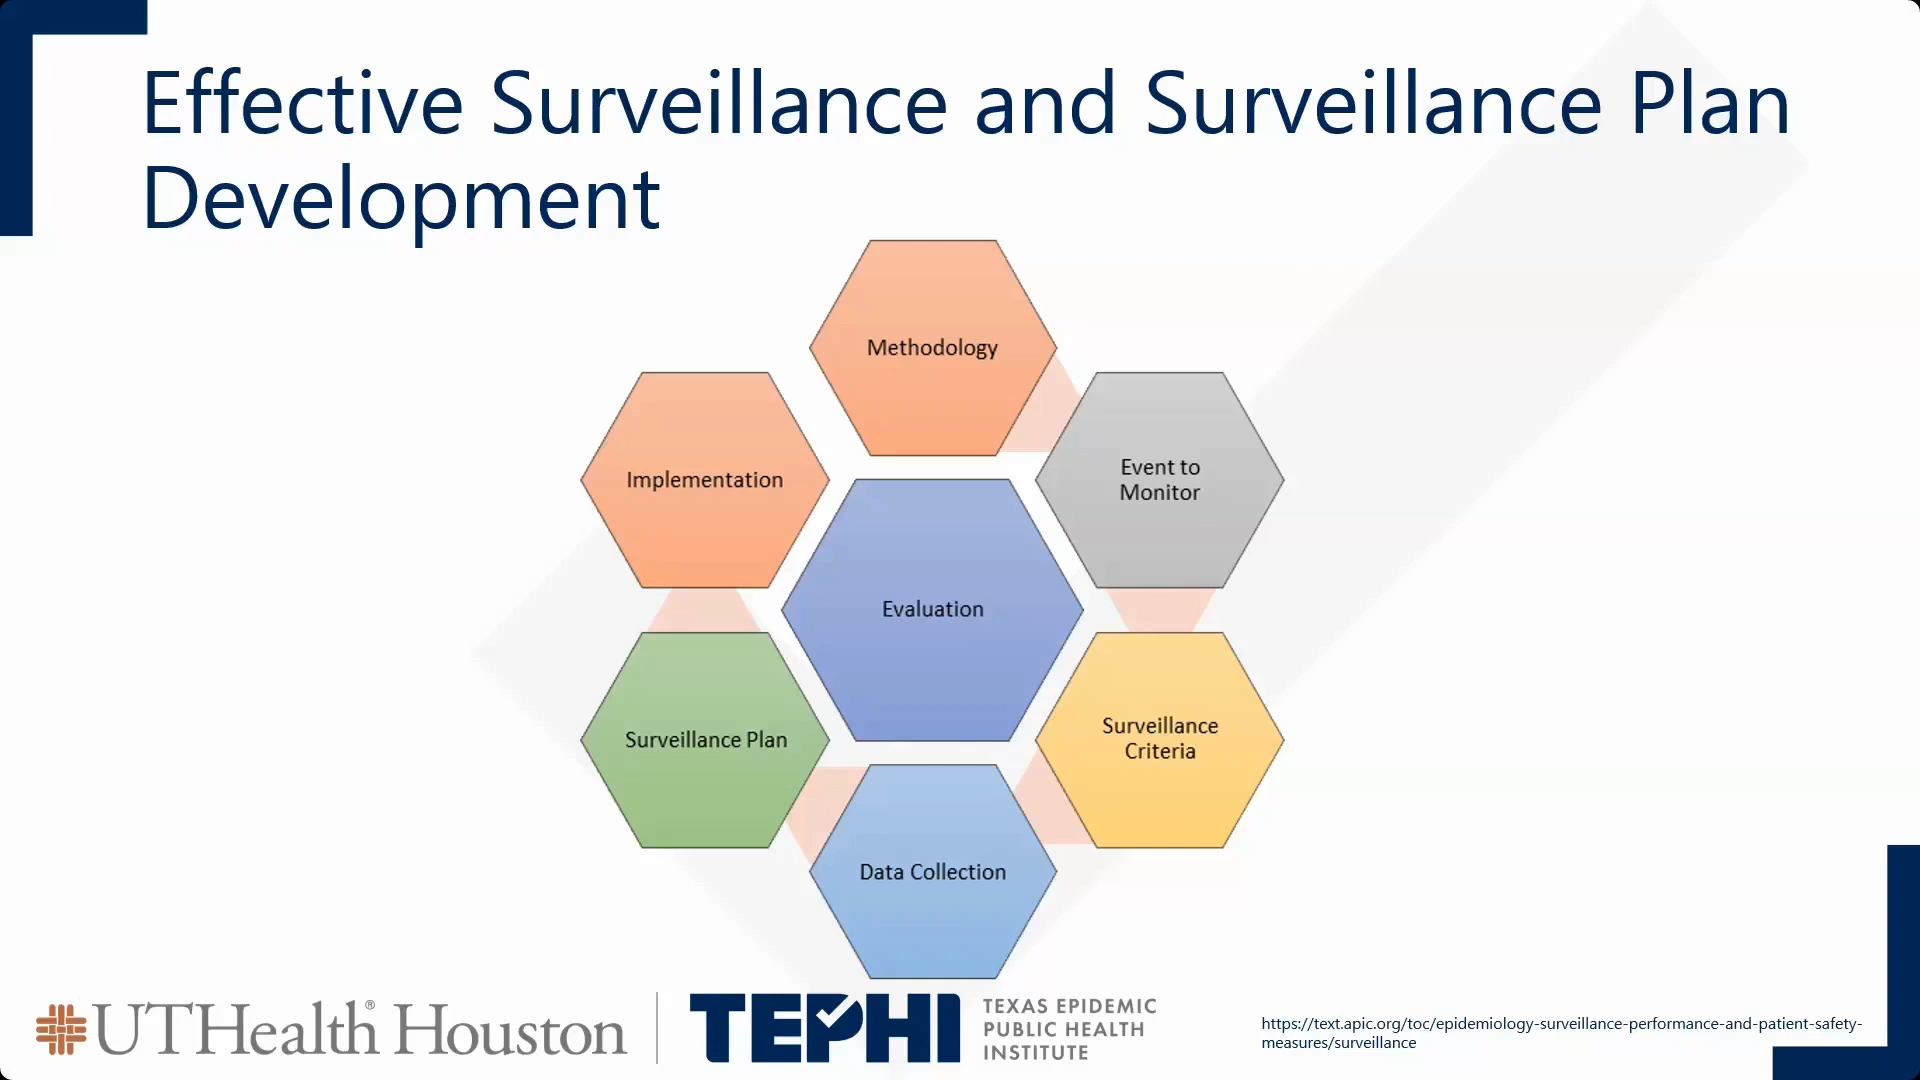 Effective Surveillance and Surveillance Plan
Development
Methodology
Implementation
Event to
Monitor
Evaluation
Surveillance Plan
Surveillance
Criteria
Data Collection
UTHealth® Houston
TEPHI
TEXAS EPIDEMIC
PUBLIC HEALTH
INSTITUTE
https://text.apic.org/toc/epidemiology-surveillance-performance-and-patient-safety-
measures/surveillance